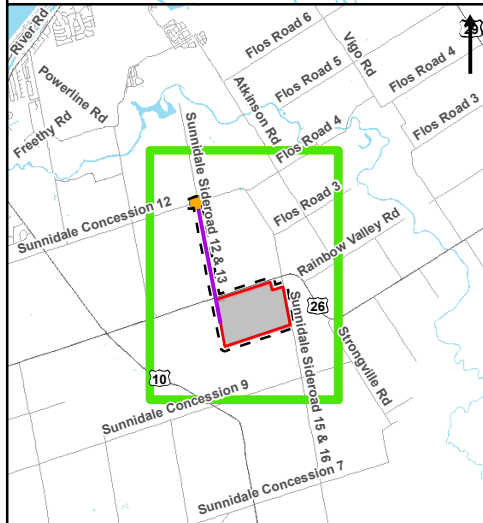 River Rd
Flos Road 6
29
Vigo Rd
Powerline Rd
Flos Road 5
Flos Road 4
Atkinson Rd
Flos Road 3
Freethy Rd
Flos Road 4
Sunnidale Sideroad 12 & 13
Sunnidale Concession 12
Flos Road 3
Rainbow Valley Rd
26
10
Sunnidale Sideroad 15 & 16
Strongville Rd
Sunnidale Concession 9
Sunnidale Concession 7